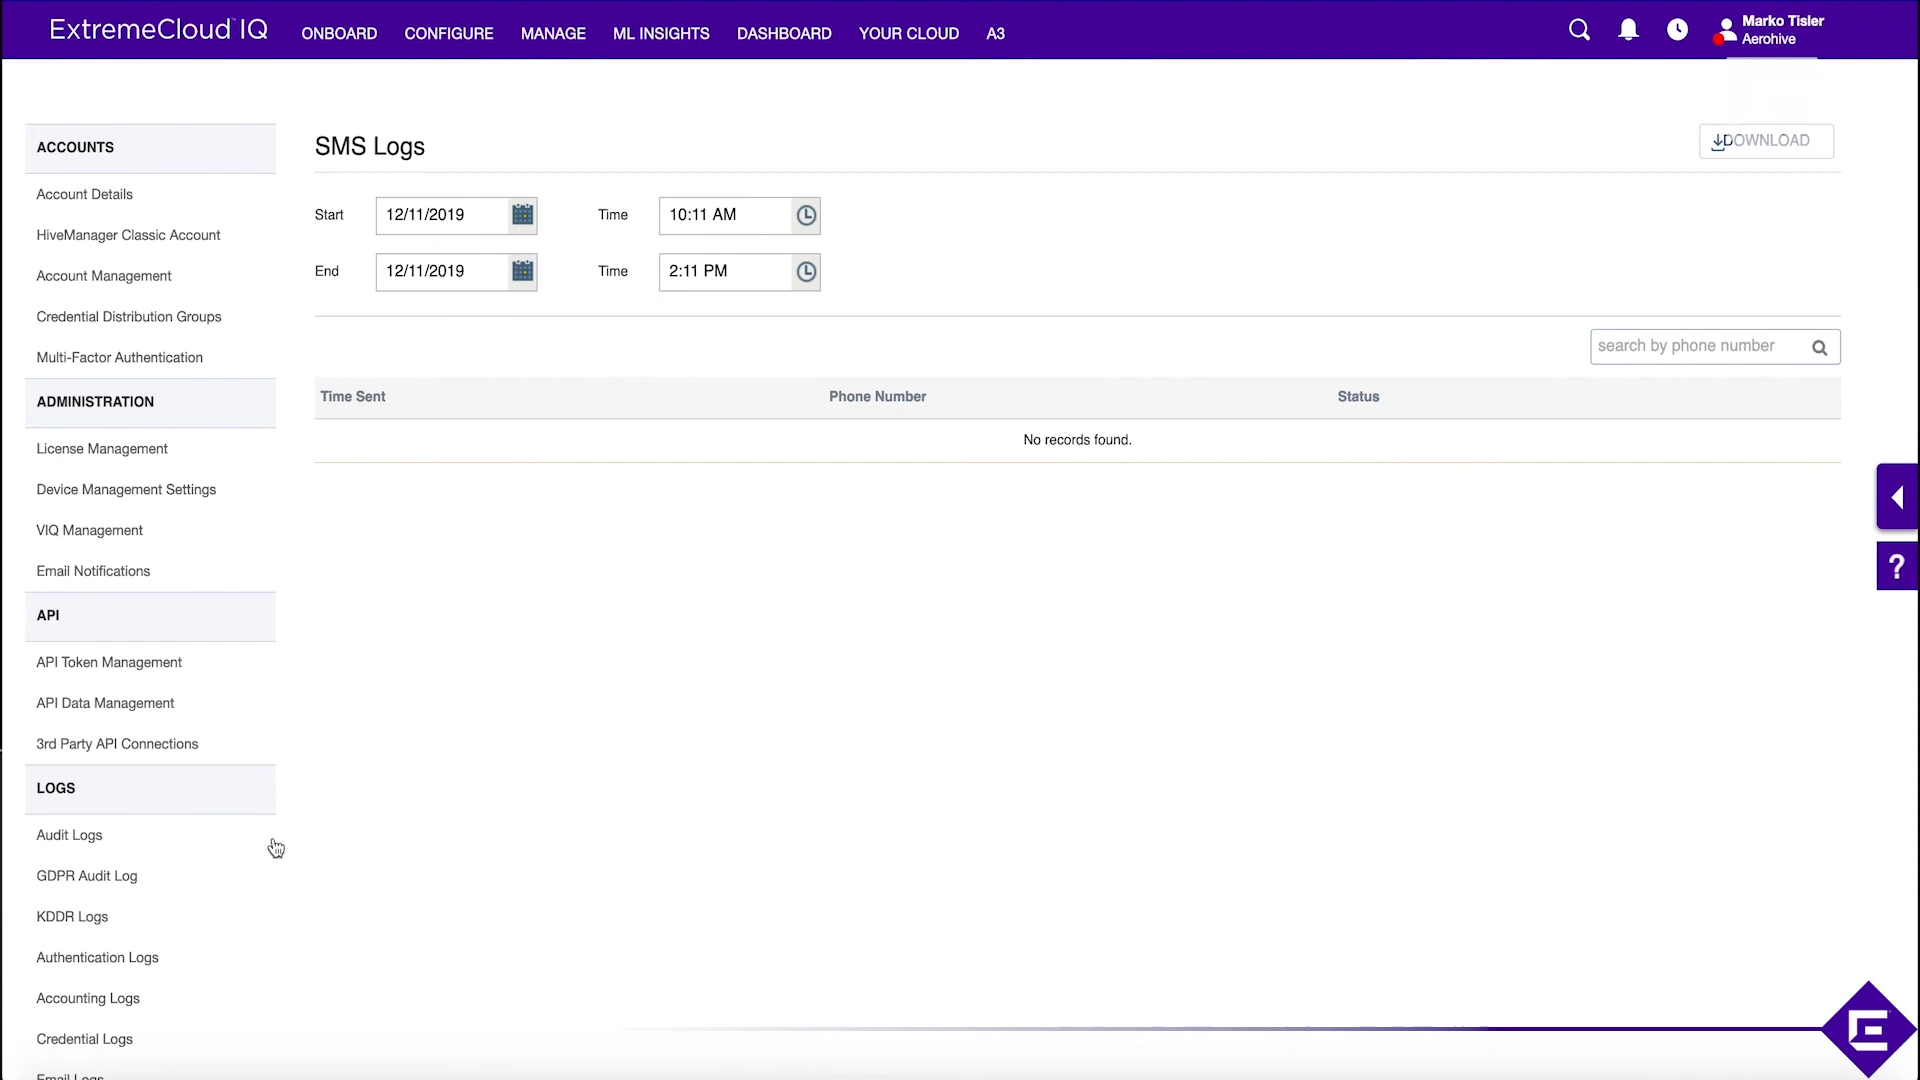 ExtremeCloud™ IQ
ONBOARD CONFIGURE MANAGE ML INSIGHTS DASHBOARD YOUR CLOUD A3
Marko Tisler
Aerohive
ACCOUNTS
Account Details
HiveManager Classic Account
Account Management
Credential Distribution Groups
Multi-Factor Authentication
ADMINISTRATION
License Management
Device Management Settings
VIQ Management
Email Notifications
API
API Token Management
API Data Management
3rd Party API Connections
LOGS
Audit Logs
GDPR Audit Log
KDDR Logs
Authentication Logs
Accounting Logs
Credential Logs
Email Logs
SMS Logs
DOWNLOAD
Start 12/11/2019 Time 10:11 AM
End 12/11/2019 Time 2:11 PM
search by phone number
Time Sent Phone Number Status
No records found.
?